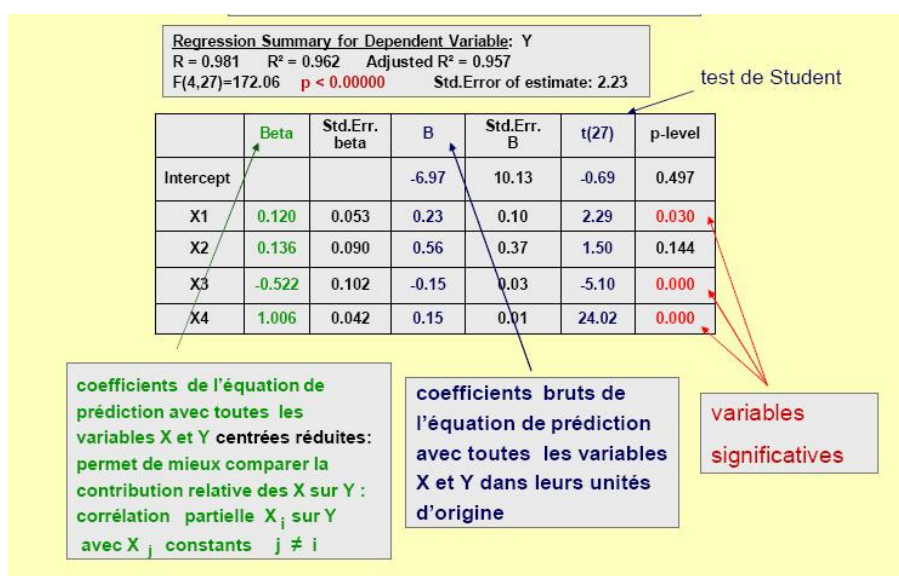 Regression Summary for Dependent Variable: Y
R = 0.981 R² = 0.962 Adjusted R² = 0.957
F(4,27)=172.06 p < 0.00000 Std.Error of estimate: 2.23
test de Student
Beta Std.Err. beta B Std.Err. B t(27) p-level
Intercept -6.97 10.13 -0.69 0.497
X1 0.120 0.053 0.23 0.10 2.29 0.030
X2 0.136 0.090 0.56 0.37 1.50 0.144
X3 -0.522 0.102 -0.15 0.03 -5.10 0.000
X4 1.006 0.042 0.15 0.01 24.02 0.000
coefficients de l'équation de
prédiction avec toutes les
variables X et Y centrées réduites:
permet de mieux comparer la
contribution relative des X sur Y :
corrélation partielle X i sur Y
avec X j constants j ≠ i
coefficients bruts de
l'équation de prédiction
avec toutes les variables
X et Y dans leurs unités
d'origine
variables
significatives